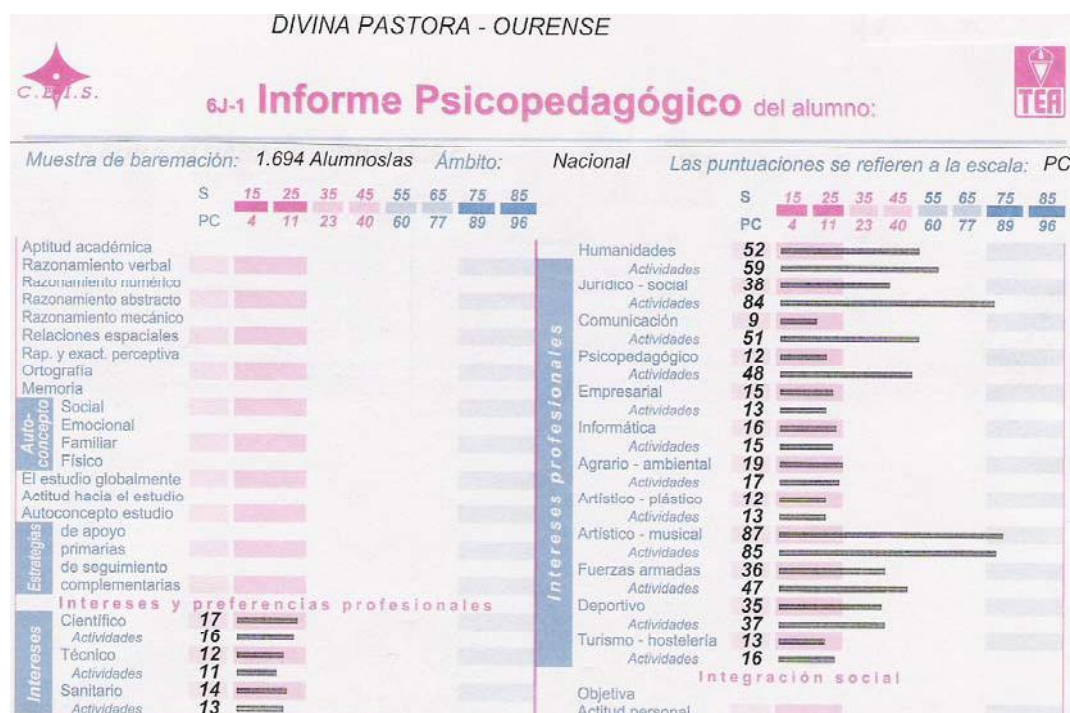 DIVINA PASTORA - OURENSE
C.E.I.S.
6J-1 Informe Psicopedagógico del alumno:
TEA
Muestra de baremación: 1.694 Alumnos/as Ámbito: Nacional Las puntuaciones se refieren a la escala: PC
S 15 25 35 45 55 65 75 85
PC 4 11 23 40 60 77 89 96
Aptitud académica
Razonamiento verbal
Razonamiento numérico
Razonamiento abstracto
Razonamiento mecánico
Relaciones espaciales
Rap. y exact. perceptiva
Ortografía
Memoria
Auto-concepto
Social
Emocional
Familiar
Físico
El estudio globalmente
Actitud hacia el estudio
Autoconcepto estudio
Estrategias
de apoyo
primarias
de seguimiento
complementarias
Intereses y preferencias profesionales
Intereses
Científico 17
Actividades 16
Técnico 12
Actividades 11
Sanitario 14
Actividades 13
S 15 25 35 45 55 65 75 85
PC 4 11 23 40 60 77 89 96
Intereses profesionales
Humanidades 52
Actividades 59
Jurídico - social 38
Actividades 84
Comunicación 9
Actividades 51
Psicopedagógico 12
Actividades 48
Empresarial 15
Actividades 13
Informática 16
Actividades 15
Agrario - ambiental 19
Actividades 17
Artístico - plástico 12
Actividades 13
Artístico - musical 87
Actividades 85
Fuerzas armadas 36
Actividades 47
Deportivo 35
Actividades 37
Turismo - hostelería 13
Actividades 16
Integración social
Objetiva
Actitud personal